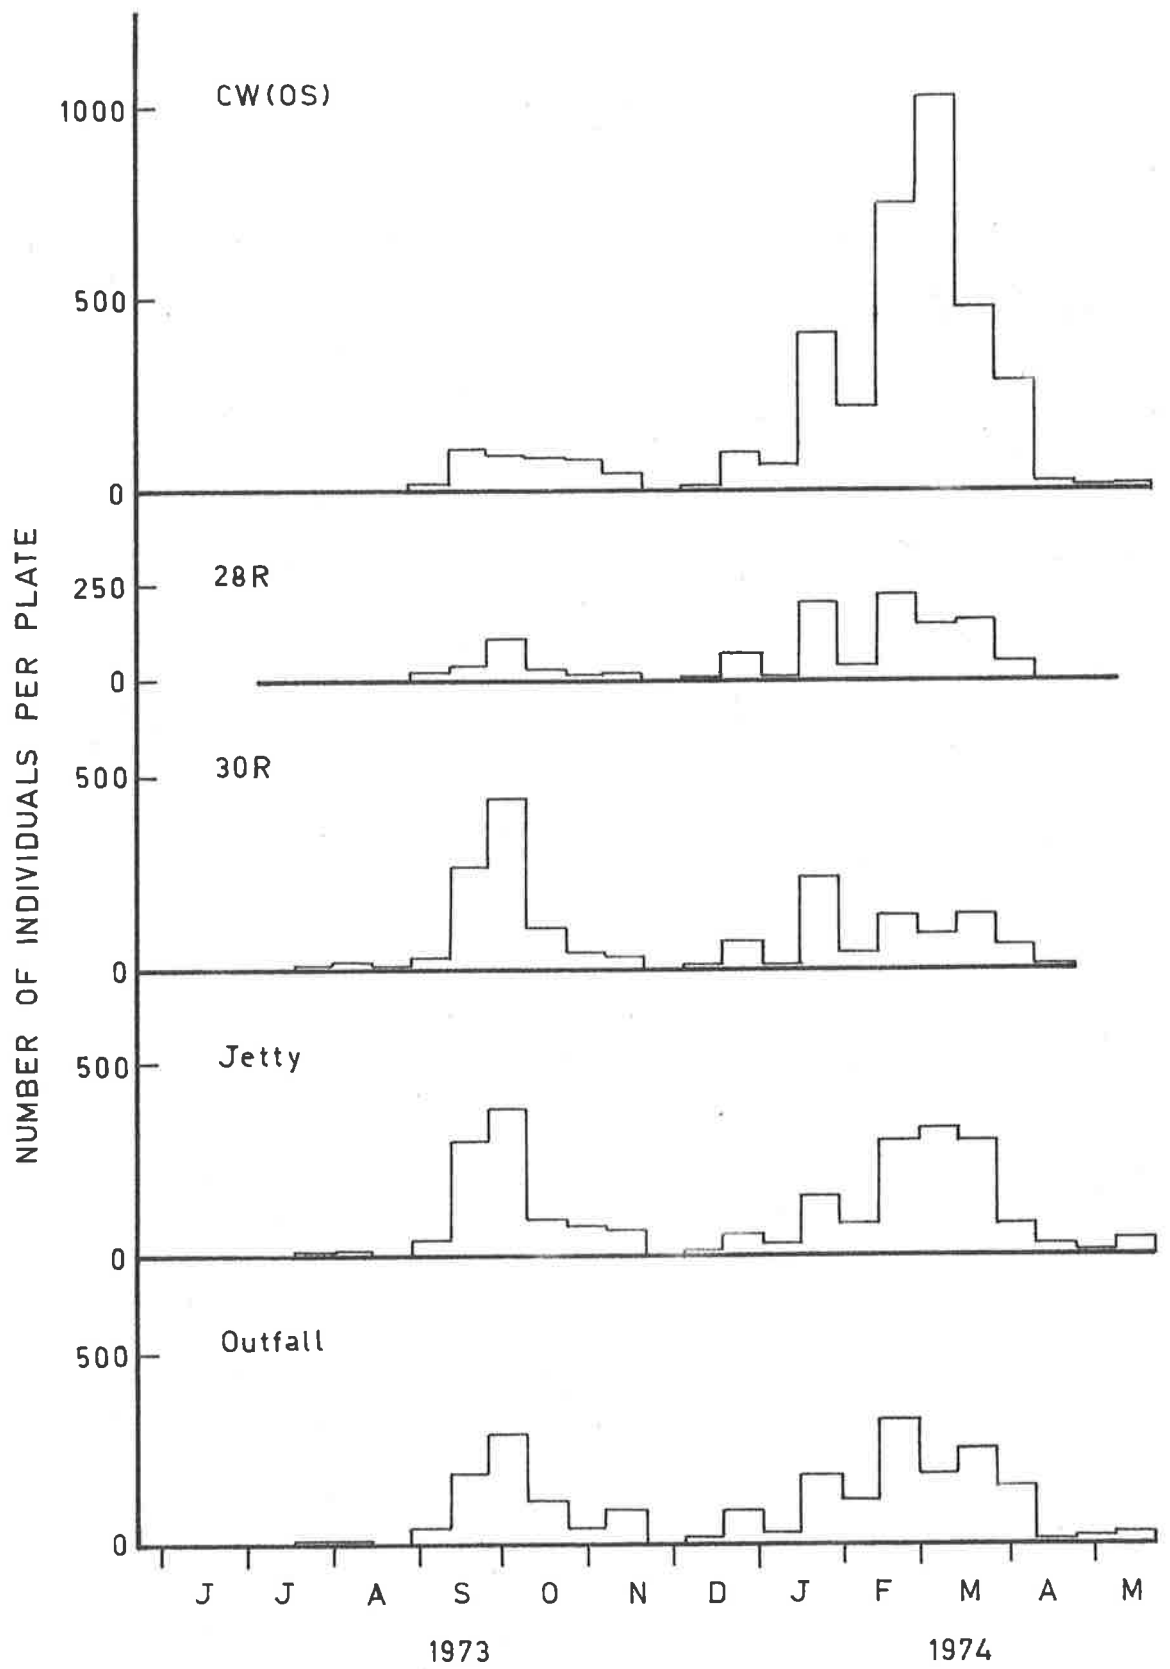 NUMBER OF INDIVIDUALS PER PLATE
CW(OS)
1000
500
0
28R
250
0
30R
500
0
Jetty
500
0
Outfall
500
0
J J A S O N D J F M A M
1973 1974